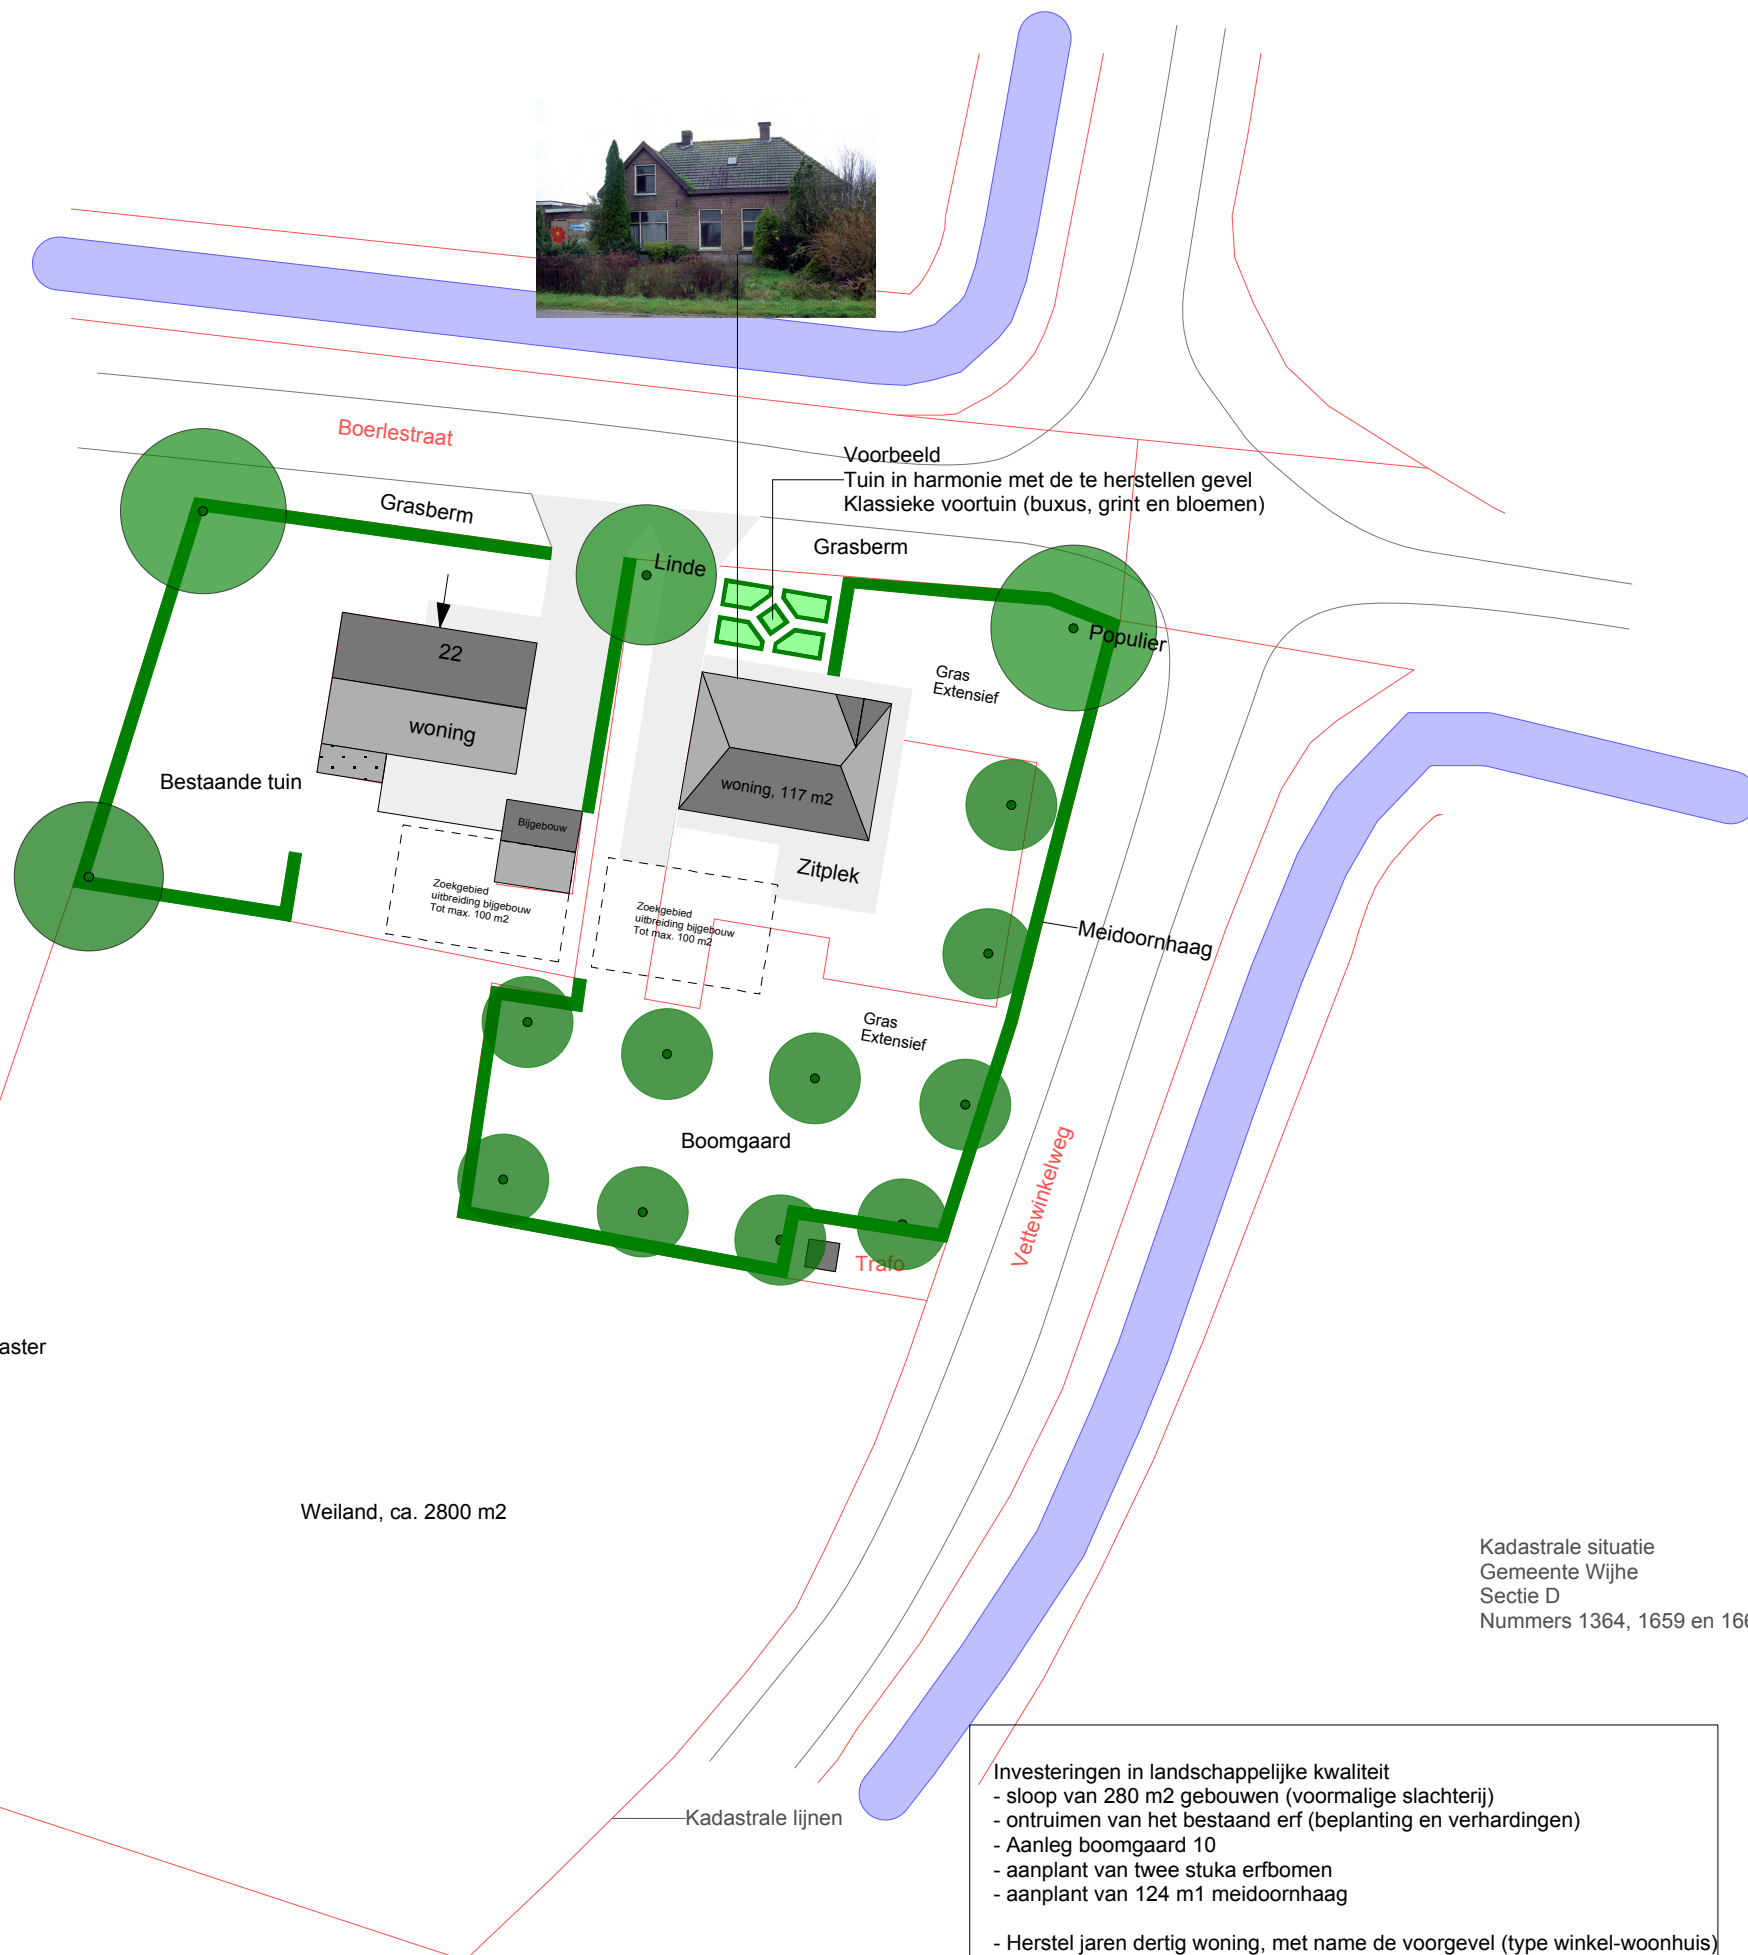 Boerlestraat
Voorbeeld
Tuin in harmonie met de te herstellen gevel
Klassieke voortuin (buxus, grint en bloemen)
Grasberm
Grasberm
Linde
Populier
22
woning
Gras
Extensief
Bestaande tuin
woning, 117 m2
Bijgebouw
Zitplek
Zoekgebied
uitbreiding bijgebouw
Tot max. 100 m2
Zoekgebied
uitbreiding bijgebouw
Tot max. 100 m2
Meidoornhaag
Gras
Extensief
Boomgaard
Vettewinkelweg
Trafo
aster
Weiland, ca. 2800 m2
Kadastrale situatie
Gemeente Wijhe
Sectie D
Nummers 1364, 1659 en
Kadastrale lijnen
Investeringen in landschappelijke kwaliteit
- sloop van 280 m2 gebouwen (voormalige slachterij)
- ontruimen van het bestaand erf (beplanting en verhardingen)
- Aanleg boomgaard 10
- aanplant van twee stuka erfbomen
- aanplant van 124 m1 meidoornhaag
- Herstel jaren dertig woning, met name de voorgevel (type winkel-woonhuis)